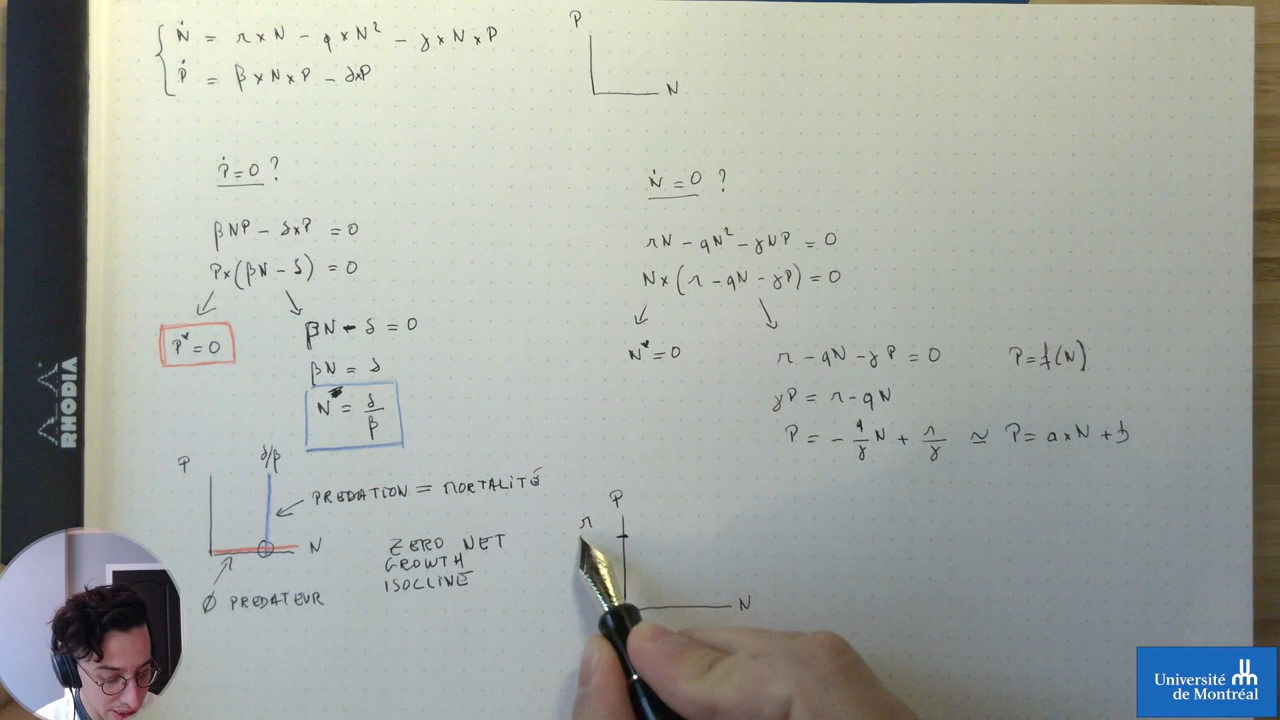 Ṅ = r×N − q×N² − γ×N×P
Ṗ = β×N×P − δ×P
P
N
Ṗ=0 ?
βNP − δ×P = 0
P×(βN − δ) = 0
P*=0
βN − δ = 0
βN = δ
N* = δ/β
P
δ/β
PREDATION = MORTALITÉ
N
ZERO NET
GROWTH
ISOCLINE
Ø PREDATEUR
Ṅ = 0 ?
rN − qN² − γNP = 0
N×(r − qN − γP) = 0
N*=0
r − qN − γP = 0
P=f(N)
γP = r − qN
P = − q/γ N + r/γ ≃ P = a×N + b
P
r
N
RHODIA
Université
de Montréal